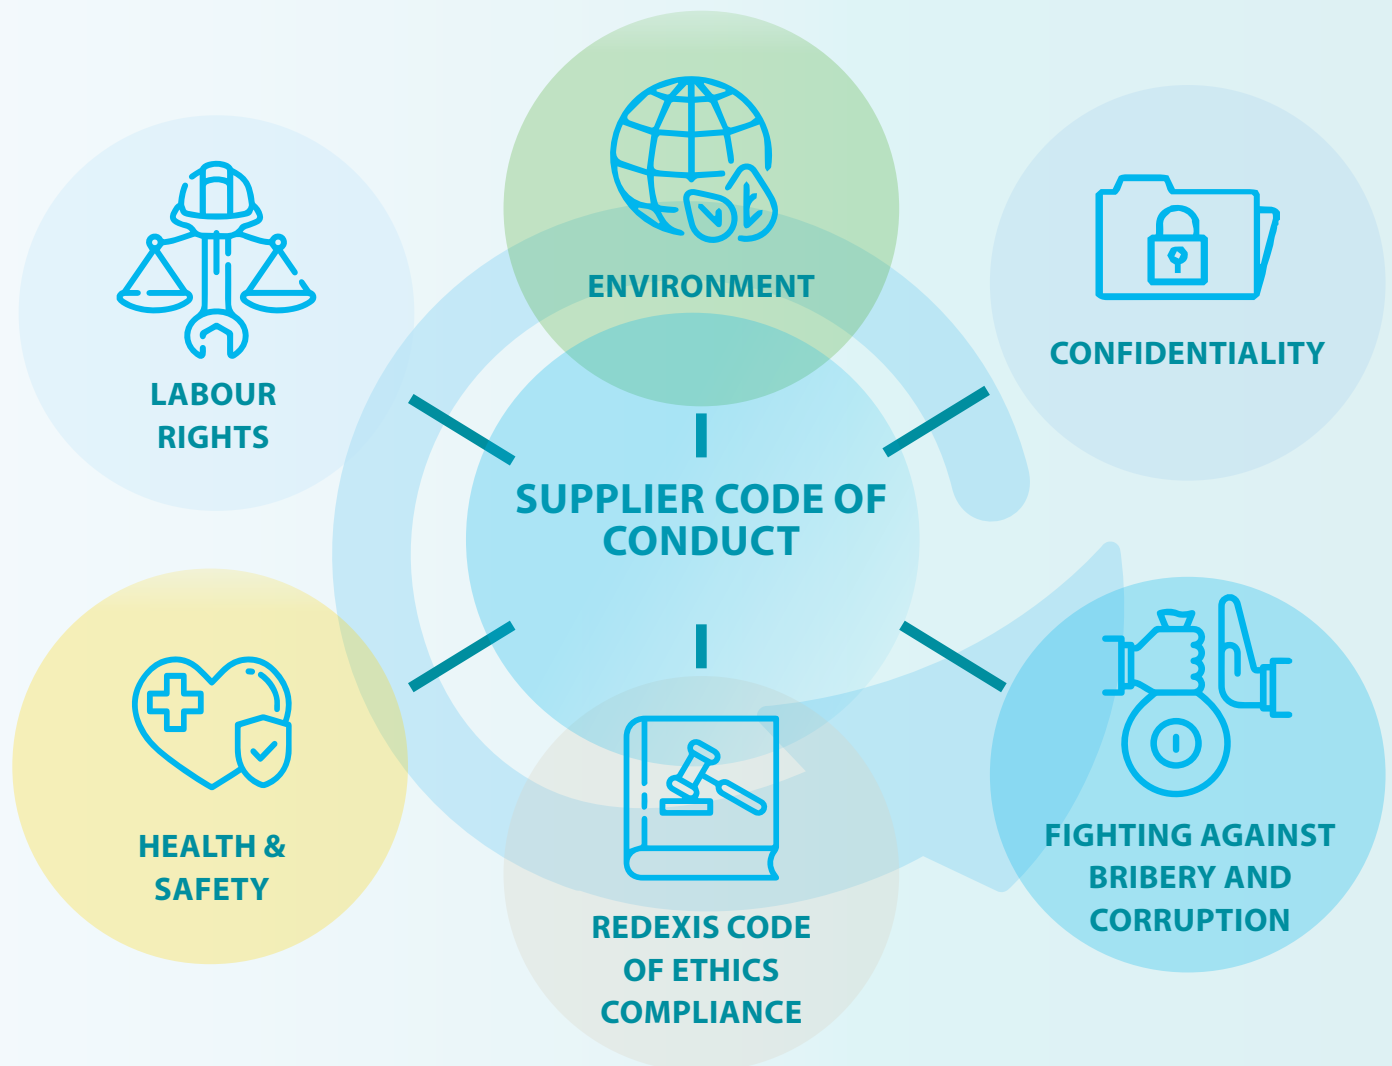 ENVIRONMENT
CONFIDENTIALITY
LABOUR
RIGHTS
SUPPLIER CODE OF
CONDUCT
HEALTH &
SAFETY
FIGHTING AGAINST
BRIBERY AND
CORRUPTION
REDEXIS CODE
OF ETHICS
COMPLIANCE